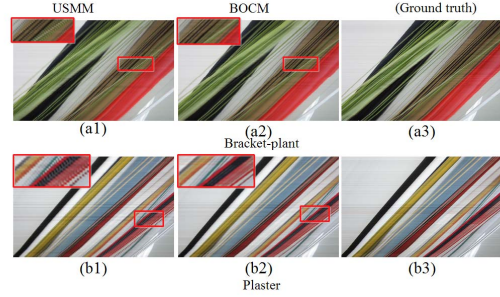 USMM BOCM (Ground truth)
(a1) (a2) (a3)
Bracket-plant
(b1) (b2) (b3)
Plaster